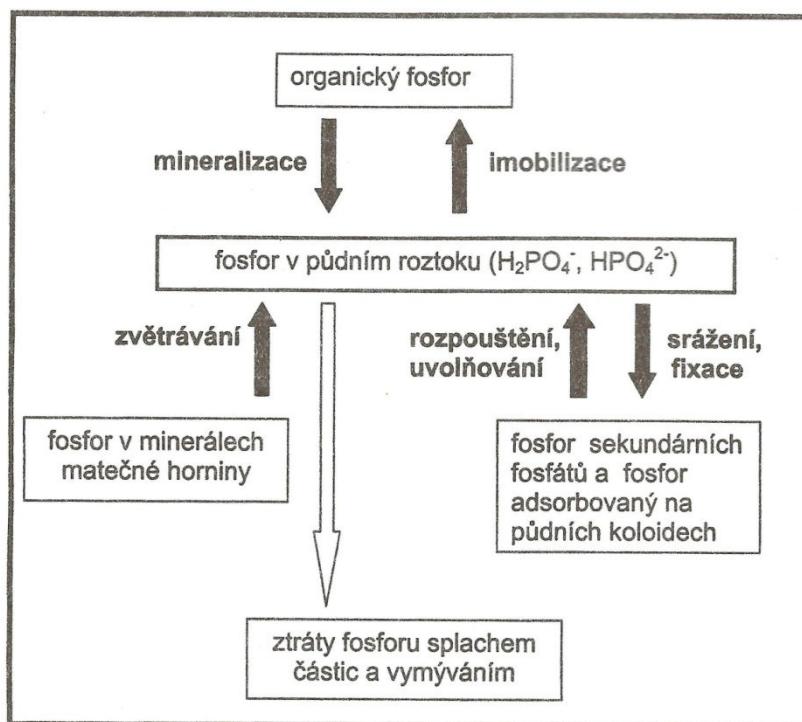 organický fosfor
mineralizace
imobilizace
fosfor v půdním roztoku (H₂PO₄⁻, HPO₄²⁻)
zvětrávání
rozpouštění,
uvolňování
srážení,
fixace
fosfor v minerálech
matečné horniny
fosfor sekundárních
fosfátů a fosfor
adsorbovaný na
půdních koloidech
ztráty fosforu splachem
částic a vymýváním